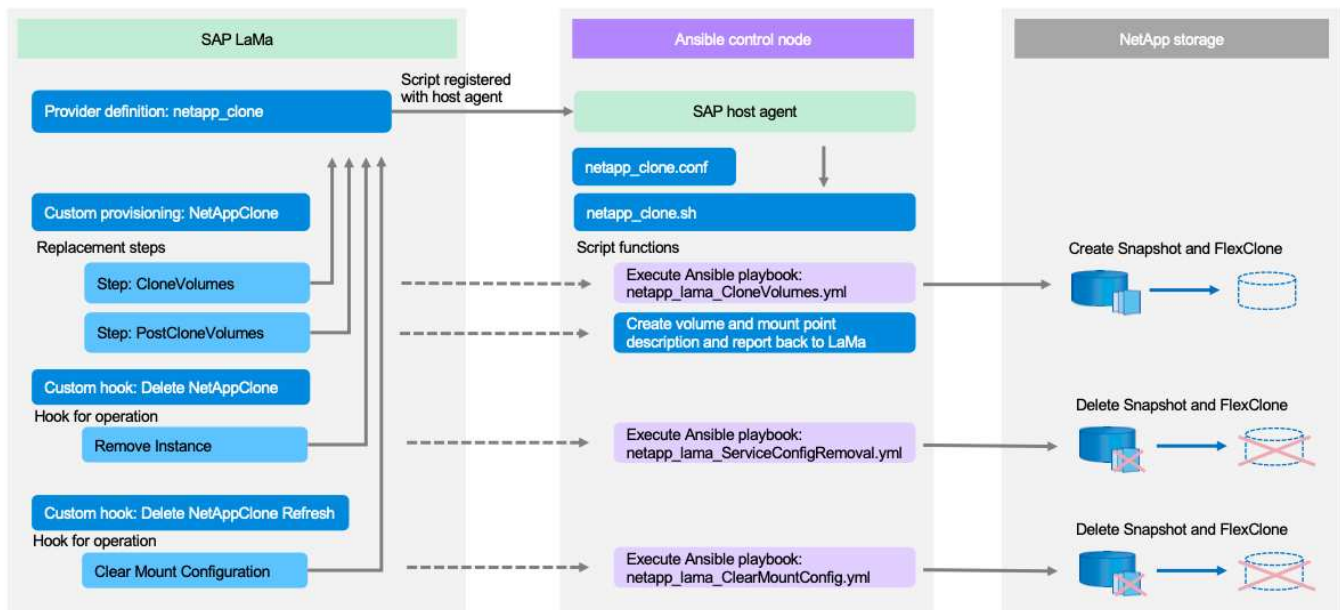 SAP LaMa
Ansible control node
NetApp storage
Script registered
with host agent
Provider definition: netapp_clone
SAP host agent
netapp_clone.conf
Custom provisioning: NetAppClone
netapp_clone.sh
Replacement steps
Script functions
Create Snapshot and FlexClone
Step: CloneVolumes
Execute Ansible playbook:
netapp_lama_CloneVolumes.yml
Step: PostCloneVolumes
Create volume and mount point
description and report back to LaMa
Custom hook: Delete NetAppClone
Hook for operation
Delete Snapshot and FlexClone
Remove Instance
Execute Ansible playbook:
netapp_lama_ServiceConfigRemoval.yml
Custom hook: Delete NetAppClone Refresh
Hook for operation
Delete Snapshot and FlexClone
Clear Mount Configuration
Execute Ansible playbook:
netapp_lama_ClearMountConfig.yml